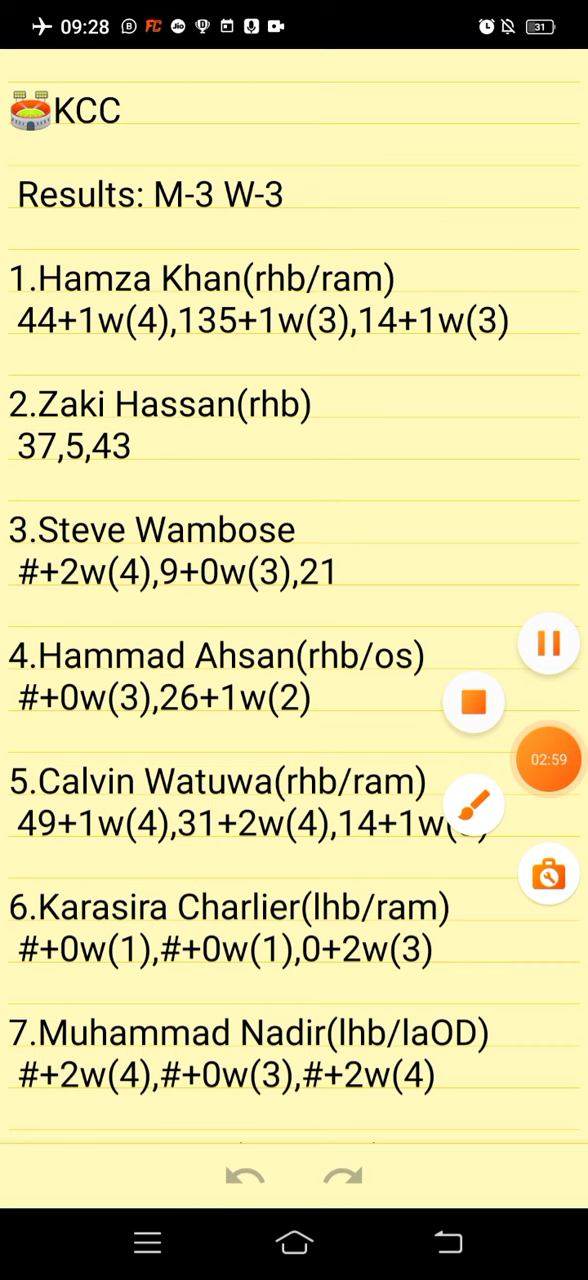 09:28
31
KCC
Results: M-3 W-3
1.Hamza Khan(rhb/ram)
44+1w(4),135+1w(3),14+1w(3)
2.Zaki Hassan(rhb)
37,5,43
3.Steve Wambose
#+2w(4),9+0w(3),21
4.Hammad Ahsan(rhb/os)
#+0w(3),26+1w(2)
02:59
5.Calvin Watuwa(rhb/ram)
49+1w(4),31+2w(4),14+1w(
6.Karasira Charlier(lhb/ram)
#+0w(1),#+0w(1),0+2w(3)
7.Muhammad Nadir(lhb/laOD)
#+2w(4),#+0w(3),#+2w(4)